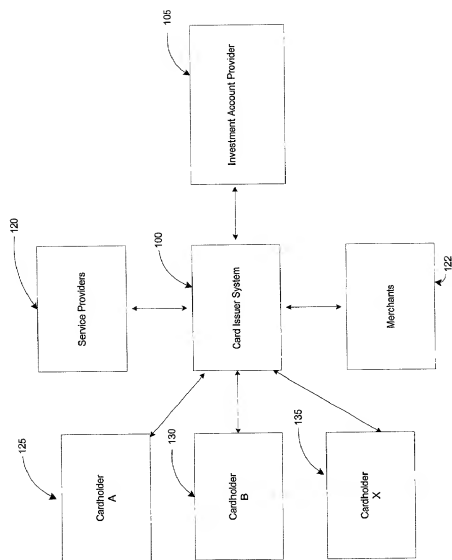 105
Investment Account Provider
120
Service Providers
100
Card Issuer System
Merchants
122
125
Cardholder
A
130
Cardholder
B
135
Cardholder
X